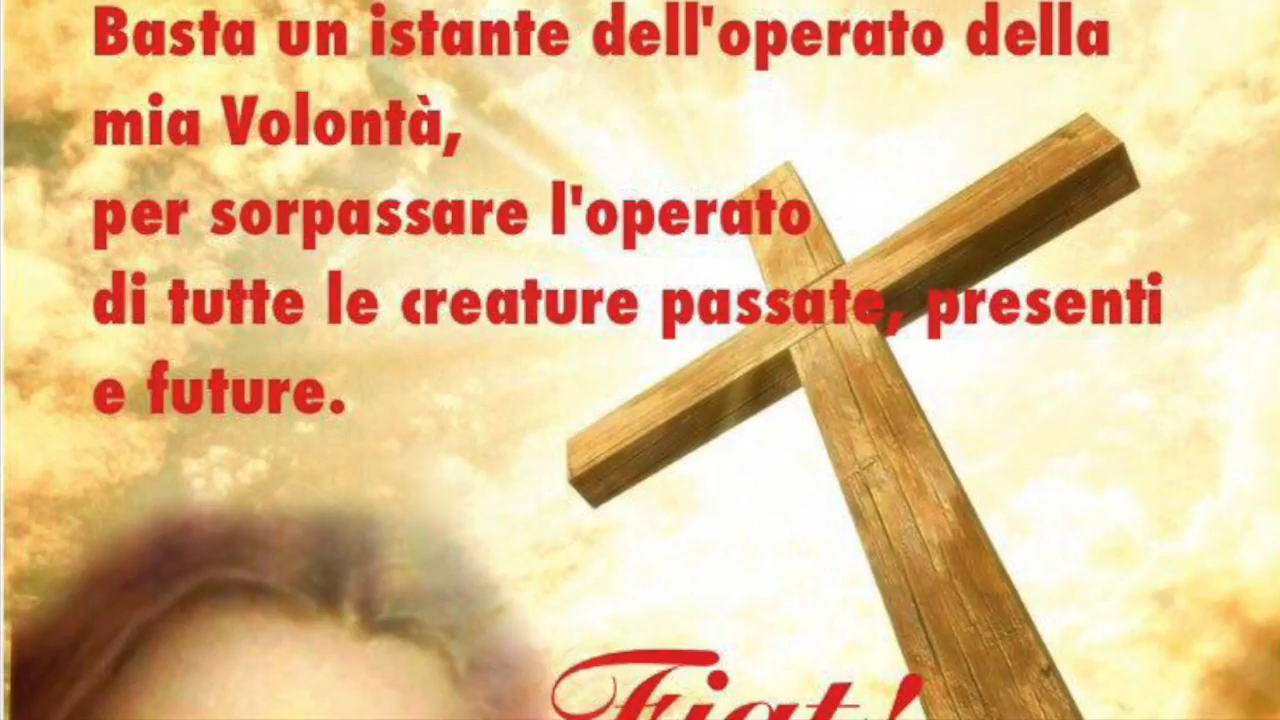 Basta un istante dell'operato della
mia Volontà,
per sorpassare l'operato
di tutte le creature passate, presenti
e future.
Fiat!